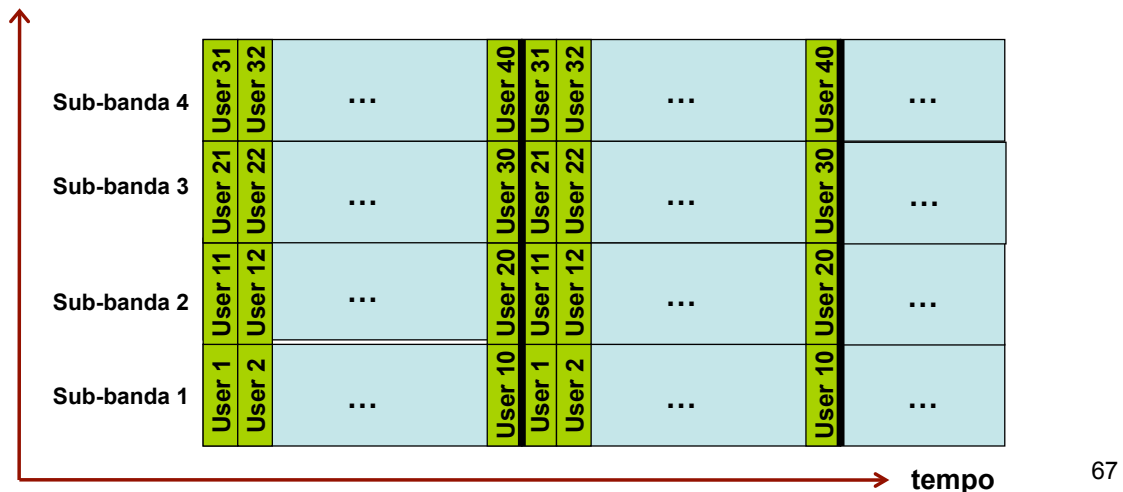 Sub-banda 4 User 31 User 32 ... User 40 User 31 User 32 ... User 40 ...
Sub-banda 3 User 21 User 22 ... User 30 User 21 User 22 ... User 30 ...
Sub-banda 2 User 11 User 12 ... User 20 User 11 User 12 ... User 20 ...
Sub-banda 1 User 1 User 2 ... User 10 User 1 User 2 ... User 10 ...
tempo
67